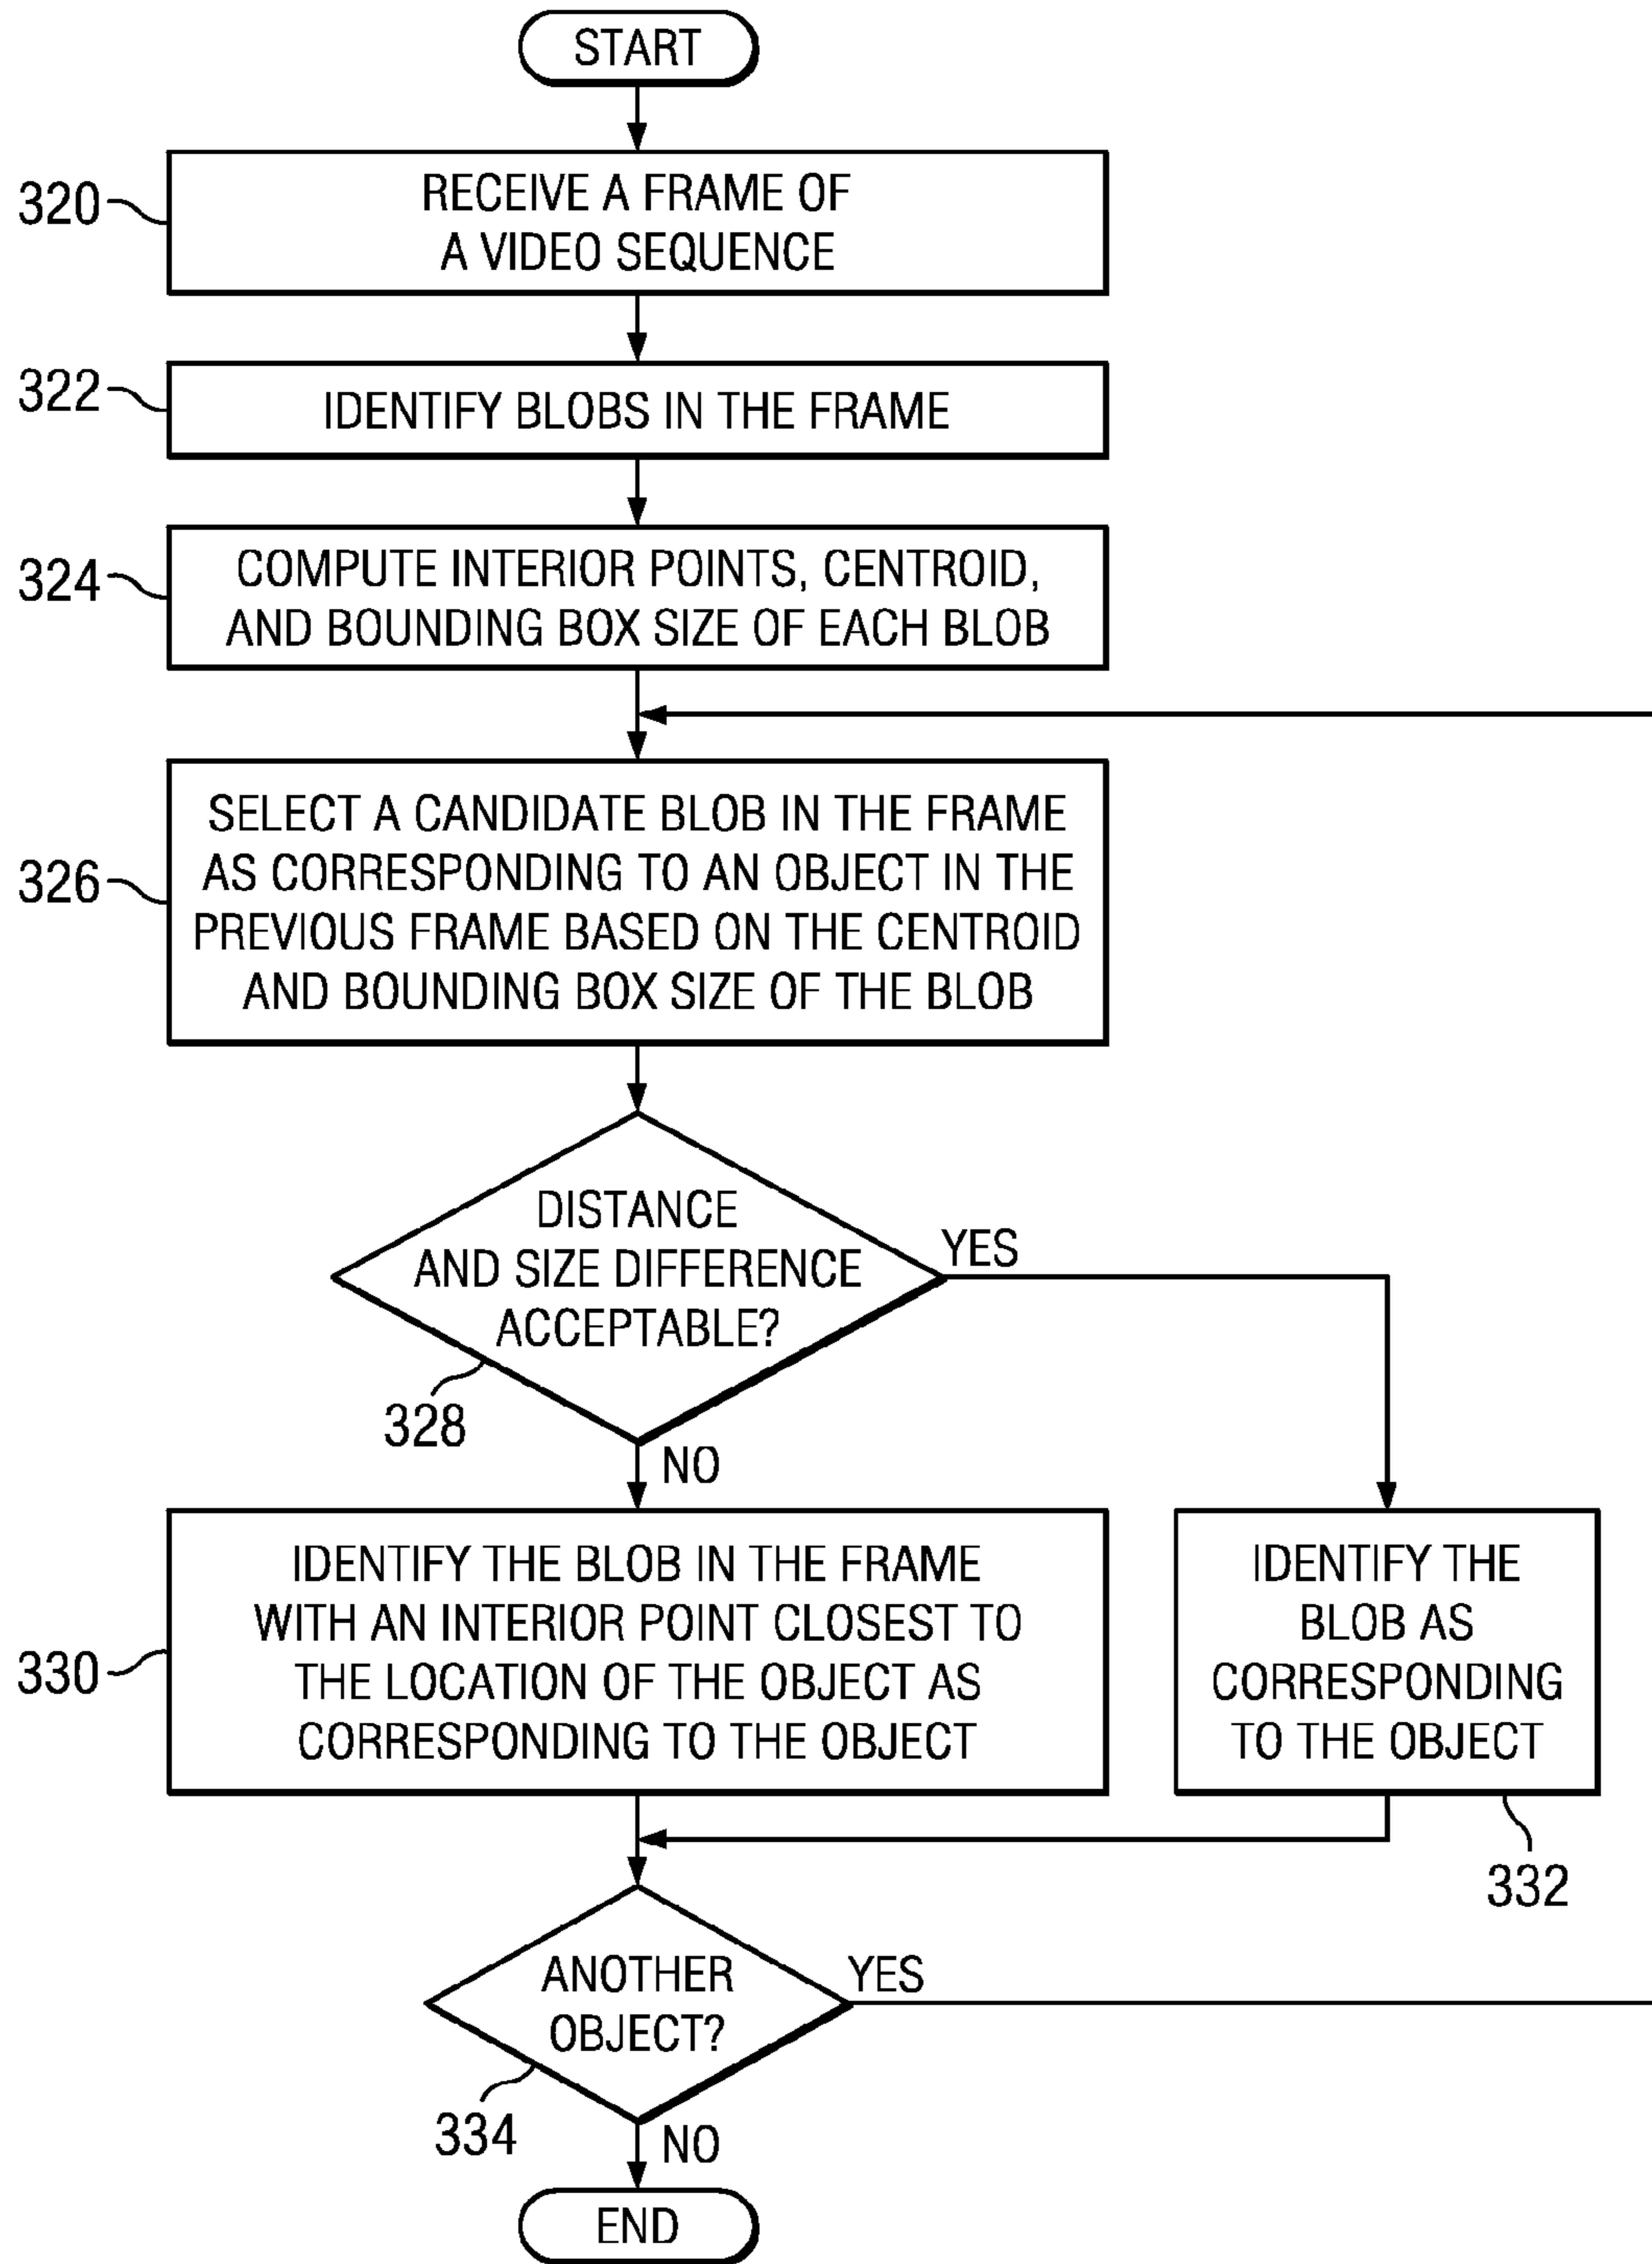 START
320
RECEIVE A FRAME OF
A VIDEO SEQUENCE
322
IDENTIFY BLOBS IN THE FRAME
324
COMPUTE INTERIOR POINTS, CENTROID,
AND BOUNDING BOX SIZE OF EACH BLOB
326
SELECT A CANDIDATE BLOB IN THE FRAME
AS CORRESPONDING TO AN OBJECT IN THE
PREVIOUS FRAME BASED ON THE CENTROID
AND BOUNDING BOX SIZE OF THE BLOB
DISTANCE
AND SIZE DIFFERENCE
ACCEPTABLE?
YES
328
NO
330
IDENTIFY THE BLOB IN THE FRAME
WITH AN INTERIOR POINT CLOSEST TO
THE LOCATION OF THE OBJECT AS
CORRESPONDING TO THE OBJECT
IDENTIFY THE
BLOB AS
CORRESPONDING
TO THE OBJECT
332
ANOTHER
OBJECT?
YES
334
NO
END